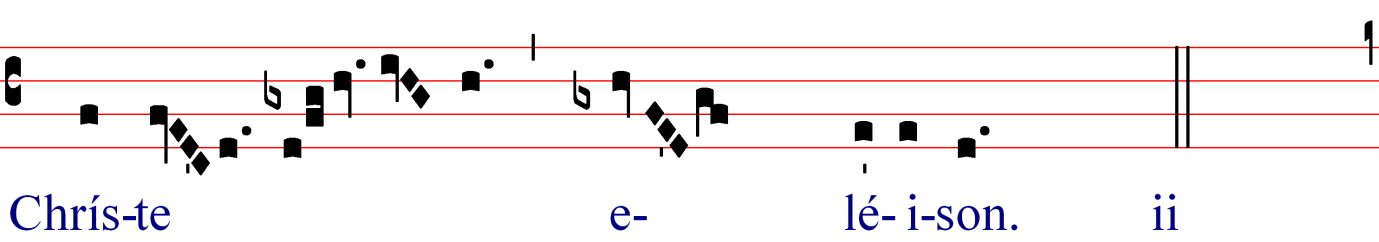 Chrís-te e- lé- i-son. ii